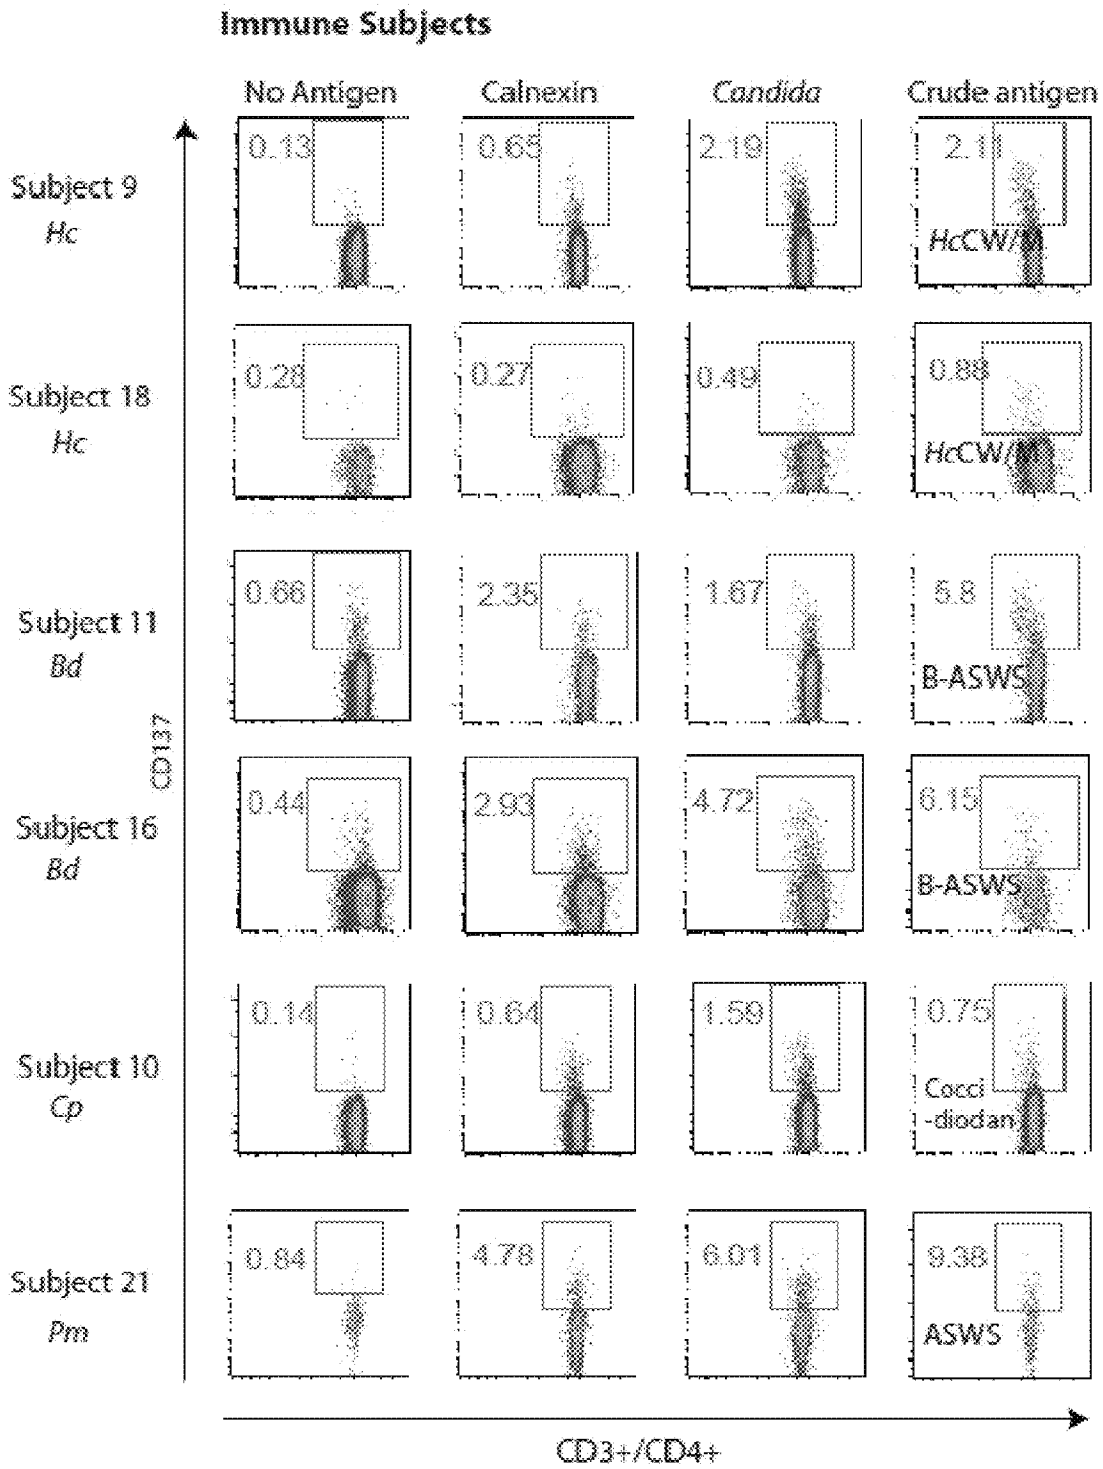 Immune Subjects
No Antigen Calnexin Candida Crude antigen
Subject 9
Hc
0.13 0.65 2.19 2.11
HcCW/M
Subject 18
Hc
0.28 0.27 0.49 0.88
HcCW/M
Subject 11
Bd
0.66 2.35 1.67 5.8
B-ASWS
CD137
Subject 16
Bd
0.44 2.93 4.72 6.15
B-ASWS
Subject 10
Cp
0.14 0.64 1.59 0.75
Cocci
-diodan
Subject 21
Pm
0.84 4.78 6.01 9.38
ASWS
CD3+/CD4+